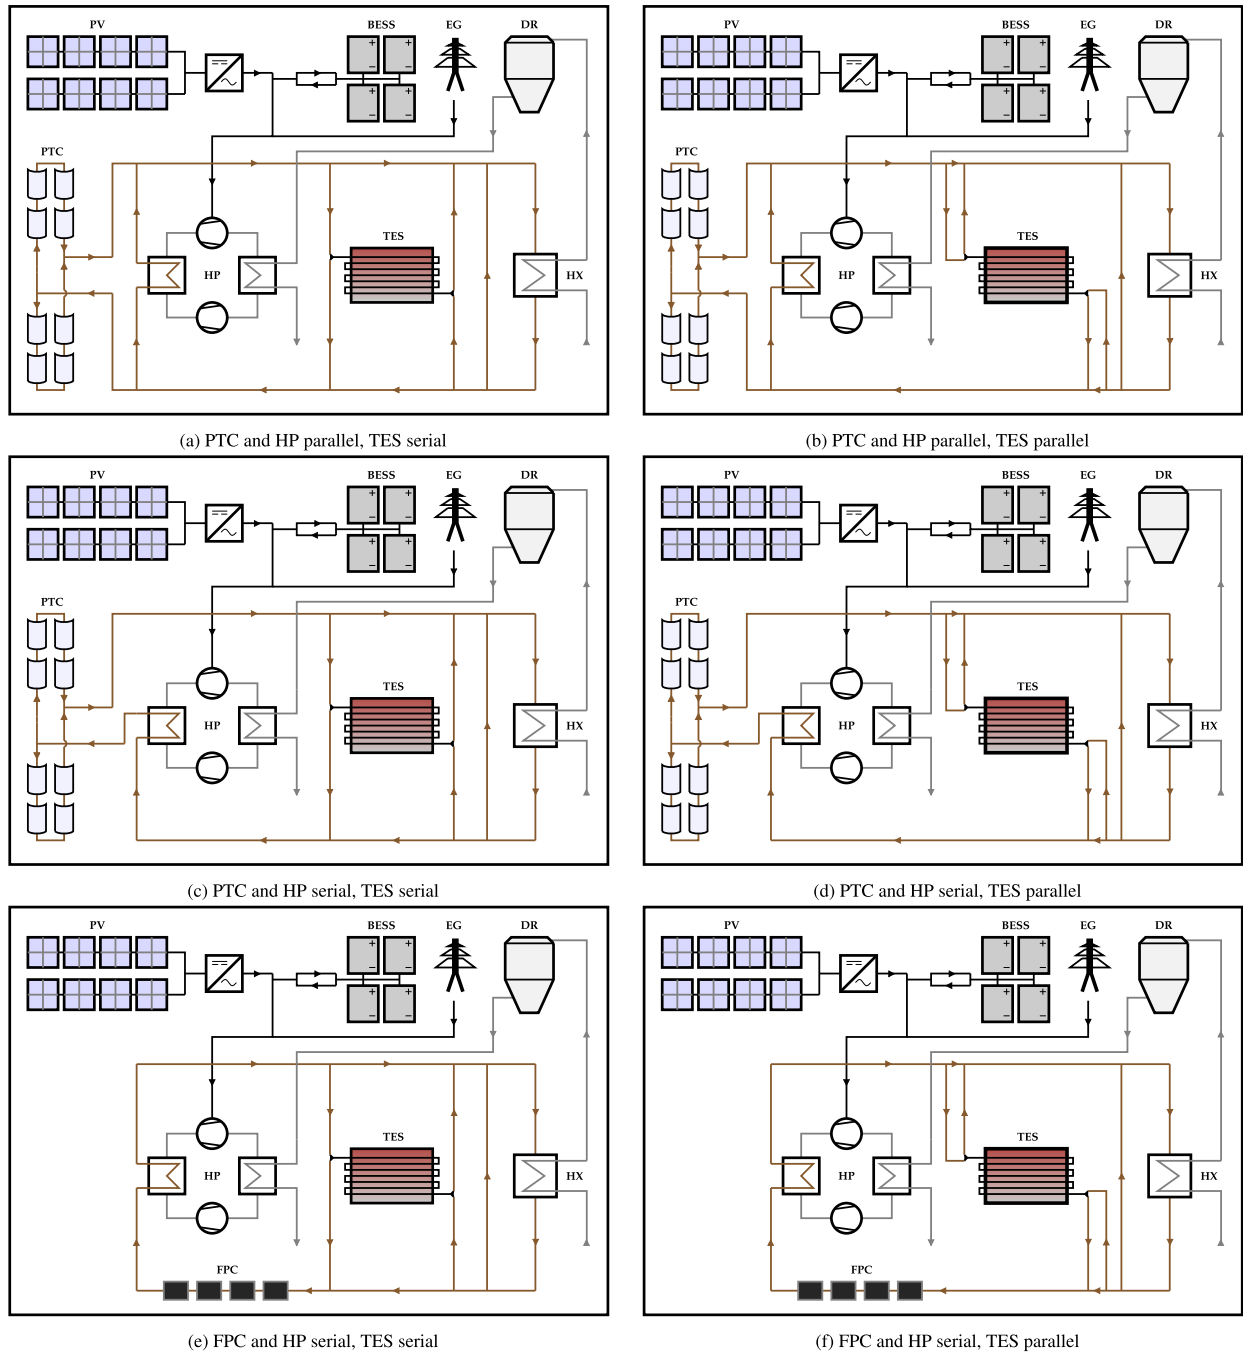 PV BESS EG DR
PTC
TES
HP
HX
PV BESS EG DR
PTC
TES
HP
HX
(a) PTC and HP parallel, TES serial
(b) PTC and HP parallel, TES parallel
PV BESS EG DR
PTC
TES
HP
HX
PV BESS EG DR
PTC
TES
HP
HX
(c) PTC and HP serial, TES serial
(d) PTC and HP serial, TES parallel
PV BESS EG DR
TES
HP
HX
FPC
PV BESS EG DR
TES
HP
HX
FPC
(e) FPC and HP serial, TES serial
(f) FPC and HP serial, TES parallel